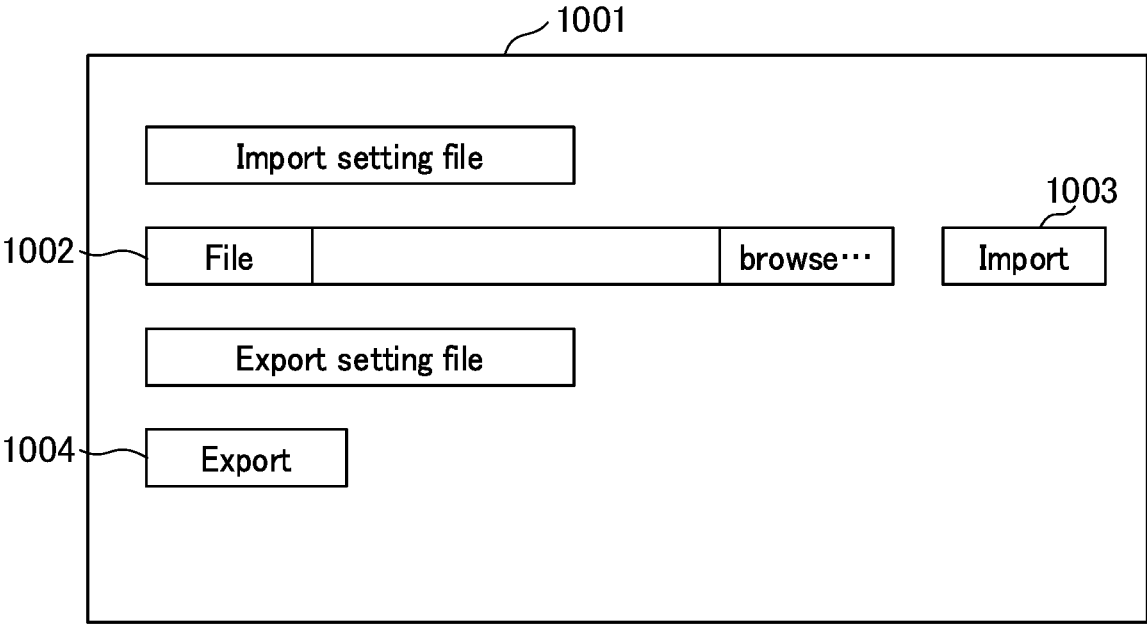 1001
Import setting file
1003
1002 File browse… Import
Export setting file
1004 Export